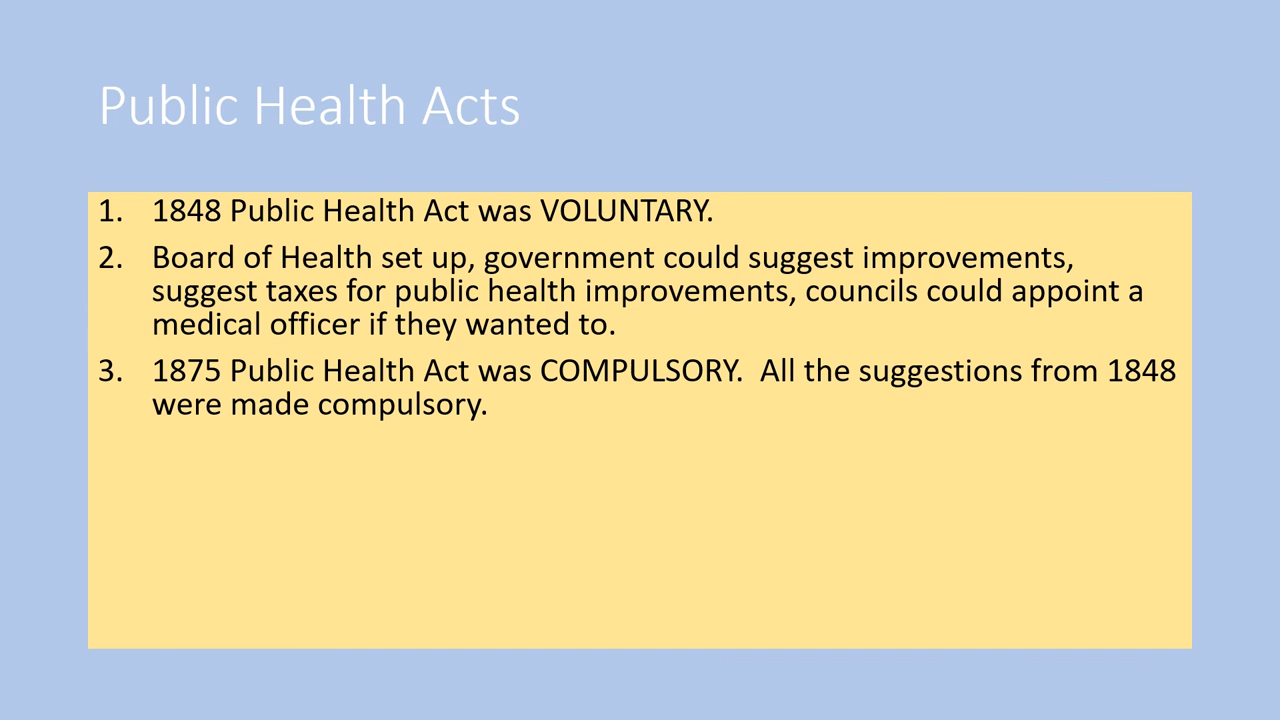 Public Health Acts
1. 1848 Public Health Act was VOLUNTARY.
2. Board of Health set up, government could suggest improvements,
suggest taxes for public health improvements, councils could appoint a
medical officer if they wanted to.
3. 1875 Public Health Act was COMPULSORY.  All the suggestions from 1848
were made compulsory.